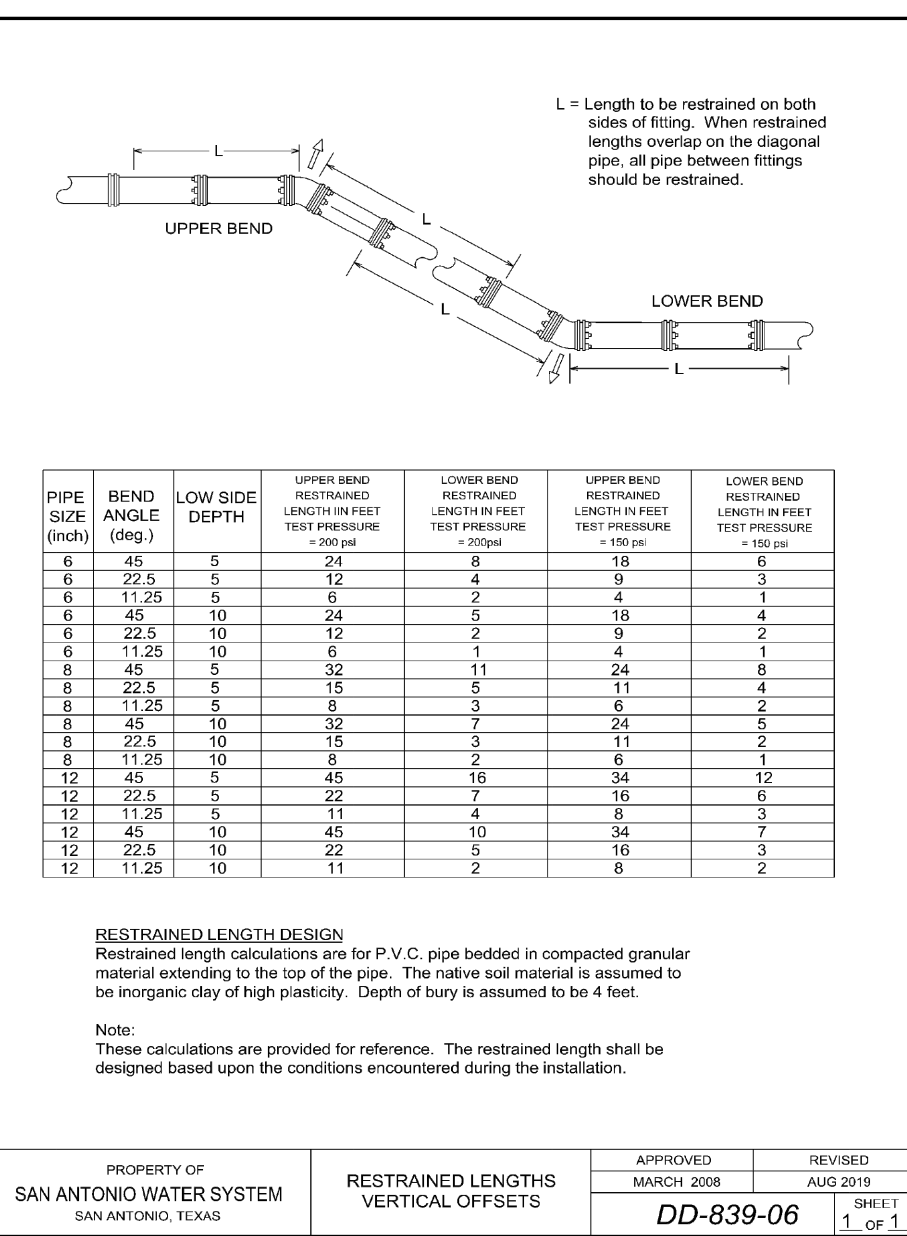 L = Length to be restrained on both
sides of fitting. When restrained
lengths overlap on the diagonal
pipe, all pipe between fittings
should be restrained.
L
UPPER BEND
L
L
LOWER BEND
L
PIPE SIZE (inch) BEND ANGLE (deg.) LOW SIDE DEPTH UPPER BEND RESTRAINED LENGTH IIN FEET TEST PRESSURE = 200 psi LOWER BEND RESTRAINED LENGTH IN FEET TEST PRESSURE = 200psi UPPER BEND RESTRAINED LENGTH IN FEET TEST PRESSURE = 150 psi LOWER BEND RESTRAINED LENGTH IN FEET TEST PRESSURE = 150 psi
6 45 5 24 8 18 6
6 22.5 5 12 4 9 3
6 11.25 5 6 2 4 1
6 45 10 24 5 18 4
6 22.5 10 12 2 9 2
6 11.25 10 6 1 4 1
8 45 5 32 11 24 8
8 22.5 5 15 5 11 4
8 11.25 5 8 3 6 2
8 45 10 32 7 24 5
8 22.5 10 15 3 11 2
8 11.25 10 8 2 6 1
12 45 5 45 16 34 12
12 22.5 5 22 7 16 6
12 11.25 5 11 4 8 3
12 45 10 45 10 34 7
12 22.5 10 22 5 16 3
12 11.25 10 11 2 8 2
RESTRAINED LENGTH DESIGN
Restrained length calculations are for P.V.C. pipe bedded in compacted granular
material extending to the top of the pipe. The native soil material is assumed to
be inorganic clay of high plasticity. Depth of bury is assumed to be 4 feet.
Note:
These calculations are provided for reference. The restrained length shall be
designed based upon the conditions encountered during the installation.
PROPERTY OF
SAN ANTONIO WATER SYSTEM
SAN ANTONIO, TEXAS
RESTRAINED LENGTHS
VERTICAL OFFSETS
APPROVED
MARCH 2008
REVISED
AUG 2019
DD-839-06
SHEET
1 OF 1